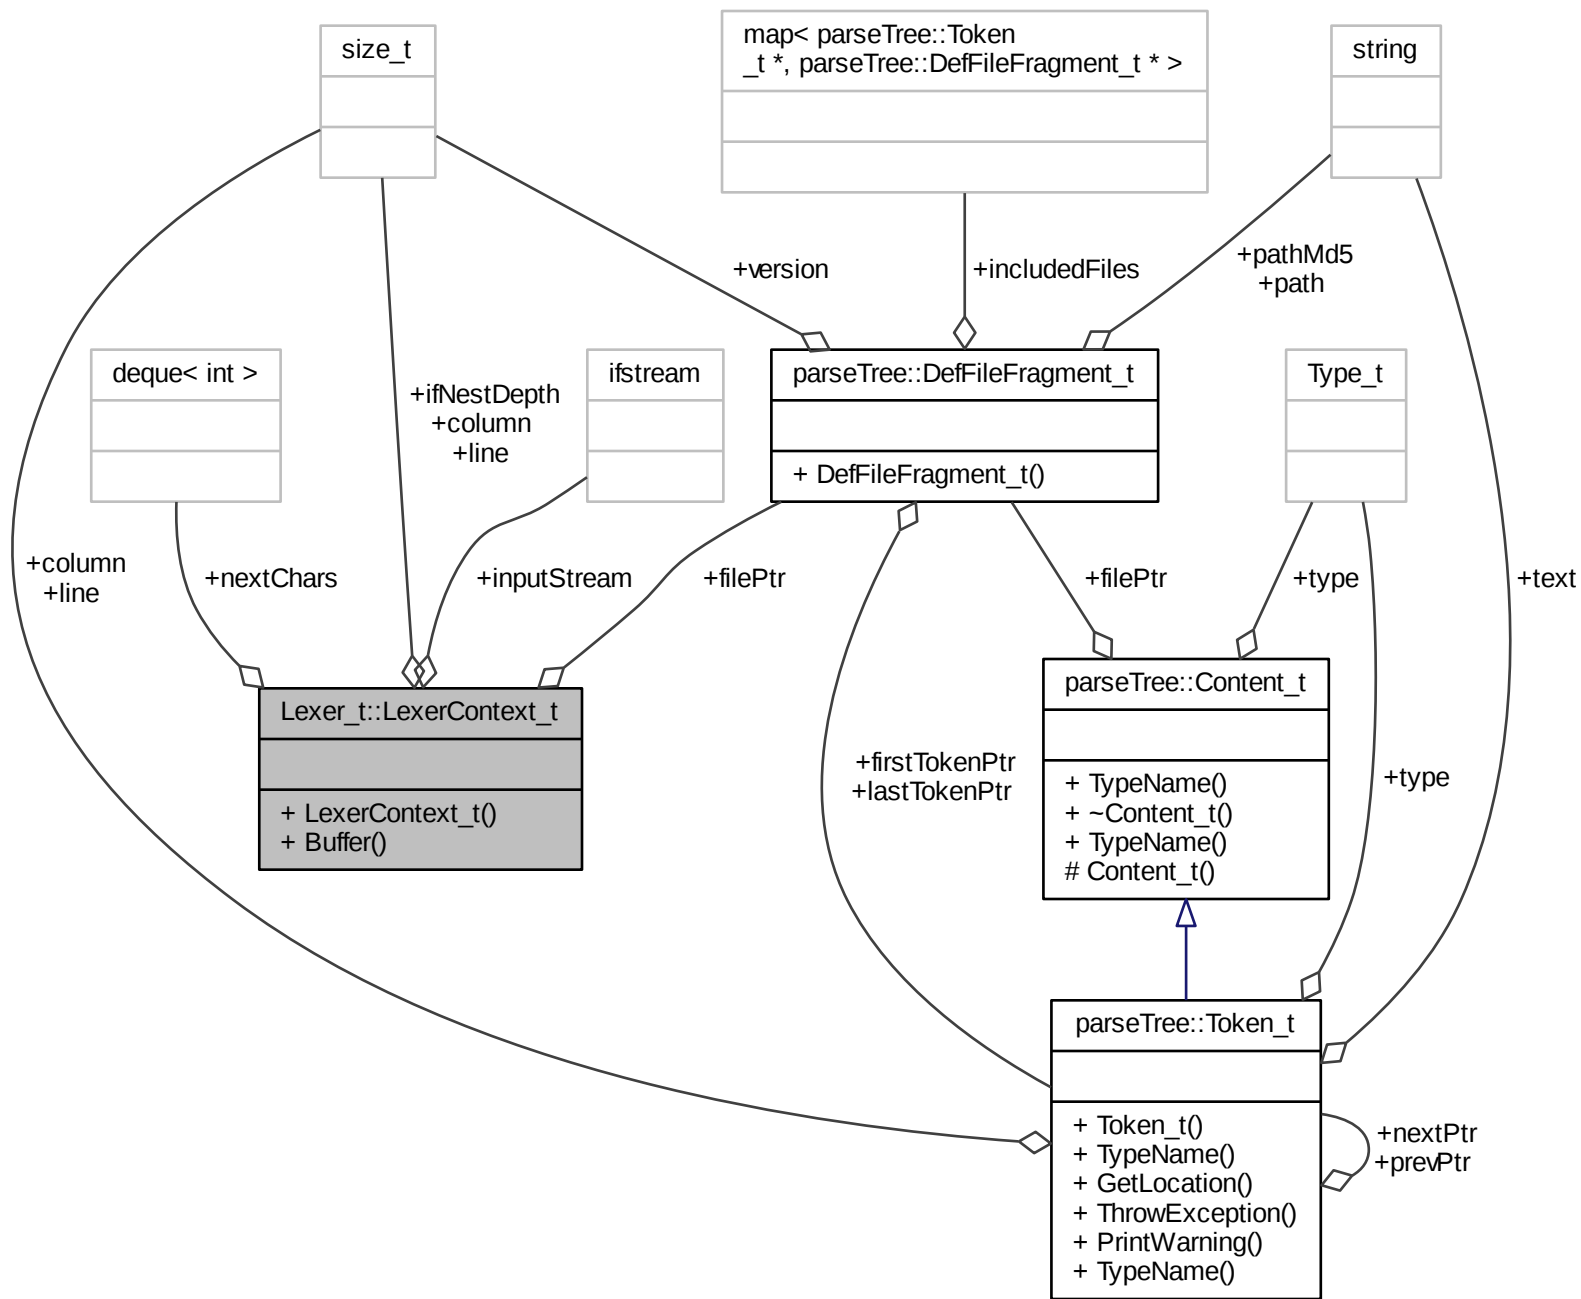 size_t
map< parseTree::Token
_t *, parseTree::DefFileFragment_t * >
string
+version
+includedFiles
+pathMd5
+path
deque< int >
+ifNestDepth
+column
+line
ifstream
parseTree::DefFileFragment_t
+ DefFileFragment_t()
Type_t
+column
+line
+nextChars
+inputStream
+filePtr
+filePtr
+type
+text
Lexer_t::LexerContext_t
+ LexerContext_t()
+ Buffer()
+firstTokenPtr
+lastTokenPtr
parseTree::Content_t
+ TypeName()
+ ~Content_t()
+ TypeName()
# Content_t()
+type
parseTree::Token_t
+ Token_t()
+ TypeName()
+ GetLocation()
+ ThrowException()
+ PrintWarning()
+ TypeName()
+nextPtr
+prevPtr